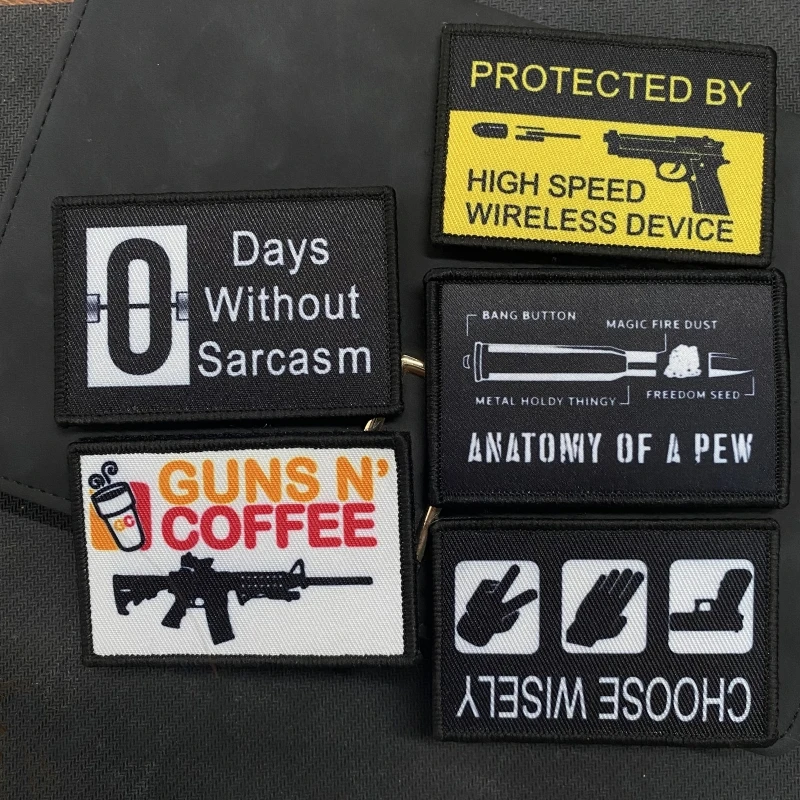 PROTECTED BY
HIGH SPEED
WIRELESS DEVICE
0
Days
Without
Sarcasm
BANG BUTTON
MAGIC FIRE DUST
METAL HOLDY THINGY
FREEDOM SEED
ANATOMY OF A PEW
GUNS N'
COFFEE
GC
CHOOSE WISELY